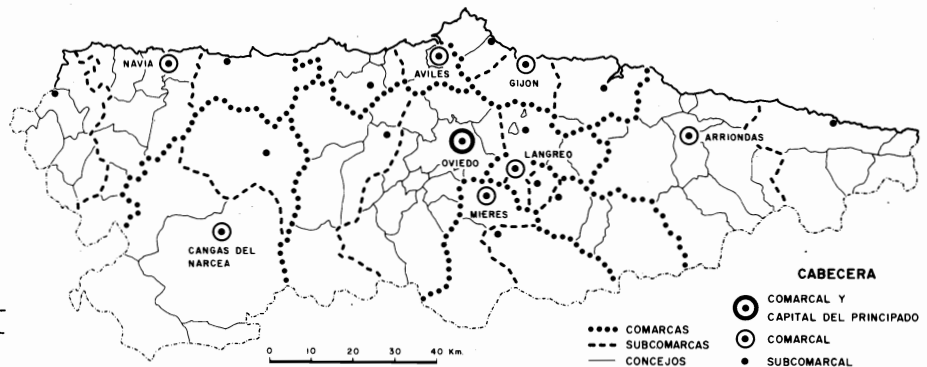 NAVIA
AVILES
GIJON
ARRIONDAS
OVIEDO
LANGREO
MIERES
CANGAS DEL
NARCEA
CABECERA
COMARCAL Y
CAPITAL DEL PRINCIPADO
COMARCAL
SUBCOMARCAL
COMARCAS
SUBCOMARCAS
CONCEJOS
0 10 20 30 40 Km.